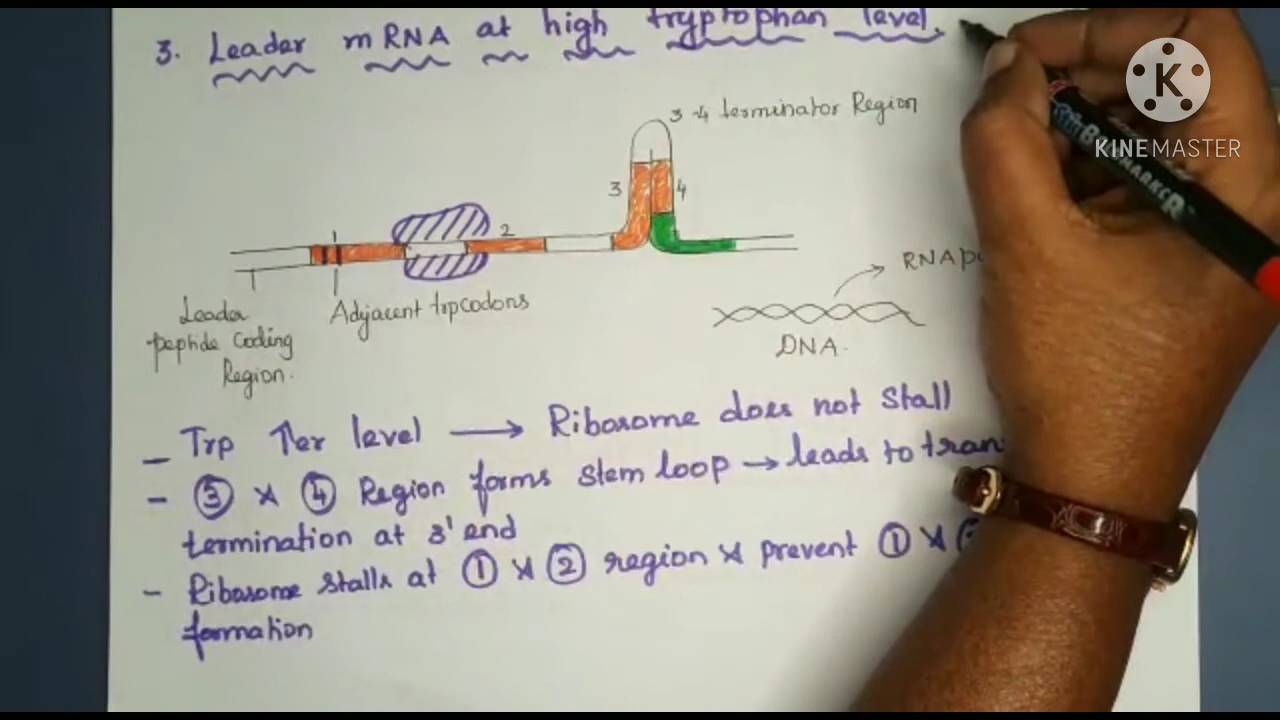 3. Leader mRNA at high tryptophan level.
3-4 terminator Region
3
4
2
1
Leader
peptide coding
Region.
Adjacent trpcodons
RNA
DNA.
K
KINEMASTER
- Trp ↑er level → Ribosome does not stall
- ③ & ④ Region forms stem loop → leads to tran
termination at 3' end
- Ribosome stalls at ① & ② region & prevent ① &
formation